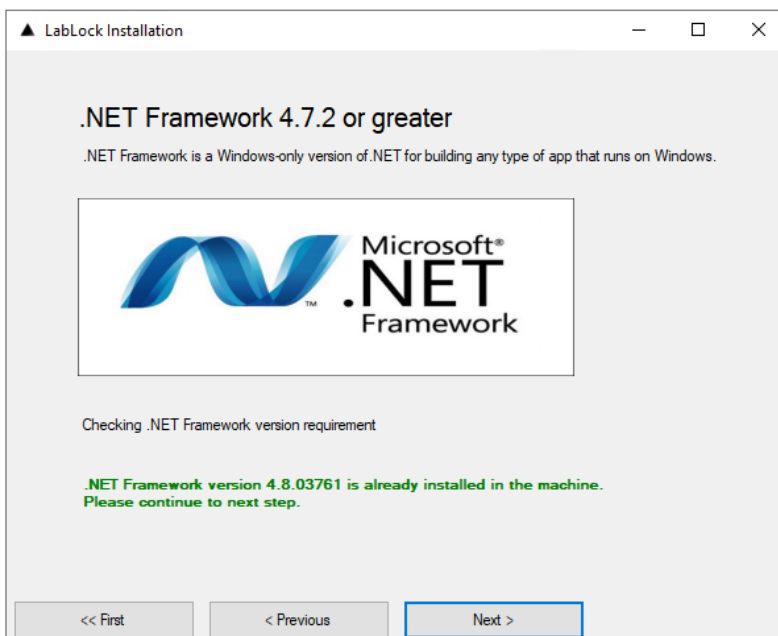 LabLock Installation
.NET Framework 4.7.2 or greater
.NET Framework is a Windows-only version of .NET for building any type of app that runs on Windows.
Microsoft®
.NET
Framework
TM
Checking .NET Framework version requirement
.NET Framework version 4.8.03761 is already installed in the machine.
Please continue to next step.
<< First
< Previous
Next >